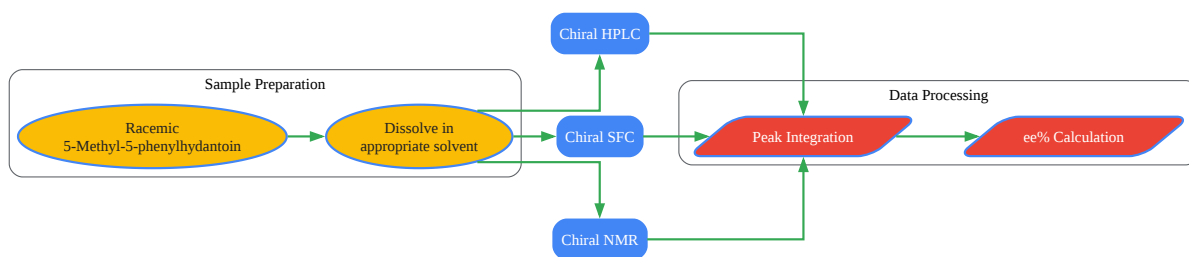 Chiral HPLC
Sample Preparation
Data Processing
Racemic
5-Methyl-5-phenylhydantoin
Dissolve in
appropriate solvent
Chiral SFC
Peak Integration
ee% Calculation
Chiral NMR